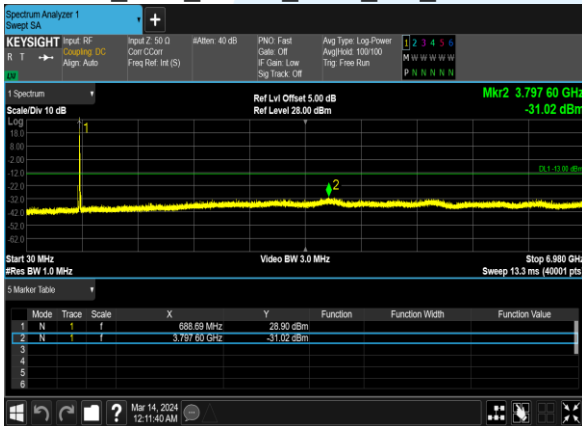 Spectrum Analyzer 1
Swept SA
KEYSIGHT Input: RF Input Z: 50 Ω #Atten: 40 dB PNO: Fast Avg Type: Log-Power 1 2 3 4 5 6
R T Coupling: DC Corr CCorr Gate: Off Avg|Hold: 100/100 M W W W W W
Align: Auto Freq Ref: Int (S) IF Gain: Low Trig: Free Run
Sig Track: Off P N N N N N
1 Spectrum Ref Lvl Offset 5.00 dB Mkr2 3.797 60 GHz
Scale/Div 10 dB Ref Level 28.00 dBm -31.02 dBm
Log
18.0
8.00
-2.00
-12.0
-22.0
-32.0
-42.0
-52.0
-62.0
1
DL1 -13.00 dBm
2
Start 30 MHz Video BW 3.0 MHz Stop 6.980 GHz
#Res BW 1.0 MHz Sweep 13.3 ms (40001 pts
5 Marker Table
Mode Trace Scale X Y Function Function Width Function Value
1 N 1 f 688.69 MHz 28.90 dBm
2 N 1 f 3.797 60 GHz -31.02 dBm
3
4
5
6
? Mar 14, 2024
12:11:40 AM